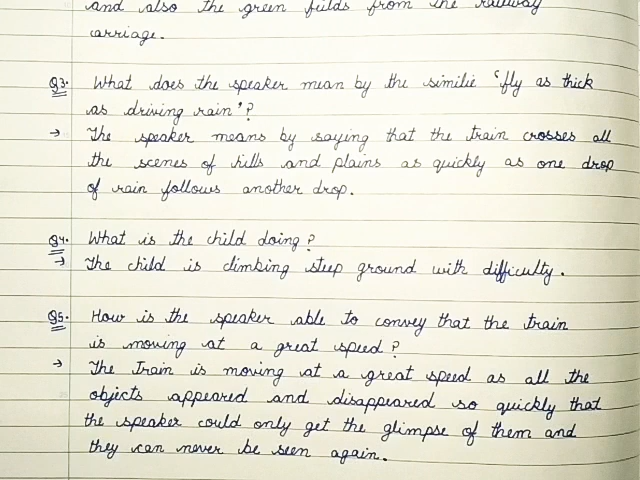 and also the green fields from the railway
carriage.
Q3. What does the speaker mean by the similie 'fly as thick
as driving rain'?
→ The speaker means by saying that the train crosses all
the scenes of hills and plains as quickly as one drop
of rain follows another drop.
Q4. What is the child doing?
→ The child is climbing steep ground with difficulty.
Q5. How is the speaker able to convey that the train
is moving at a great speed?
→ The Train is moving at a great speed as all the
objects appeared and disappeared so quickly that
the speaker could only get the glimpse of them and
they can never be seen again.